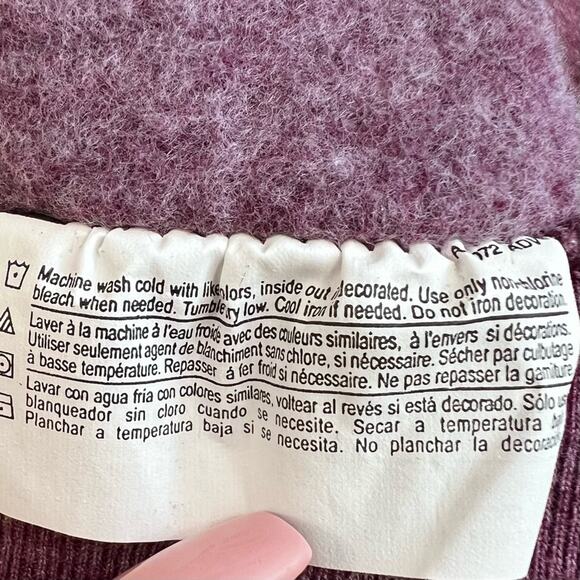 172 ADV
Machine wash cold with like colors, inside out if decorated. Use only non-chlorine
bleach when needed. Tumble dry low. Cool iron if needed. Do not iron decoration.
Laver à la machine à l'eau froide avec des couleurs similaires, à l'envers si décorations.
Utiliser seulement agent de blanchiment sans chlore, si nécessaire. Sécher par culbutage
à basse température. Repasser à fer froid si nécessaire. Ne pas repasser la garniture
Lavar con agua fria con colores similares, voltear al revés si está decorado. Sólo
blanqueador sin cloro cuando se necesite. Secar a temperatura
Planchar a temperatura baja si se necesita. No planchar la decoración